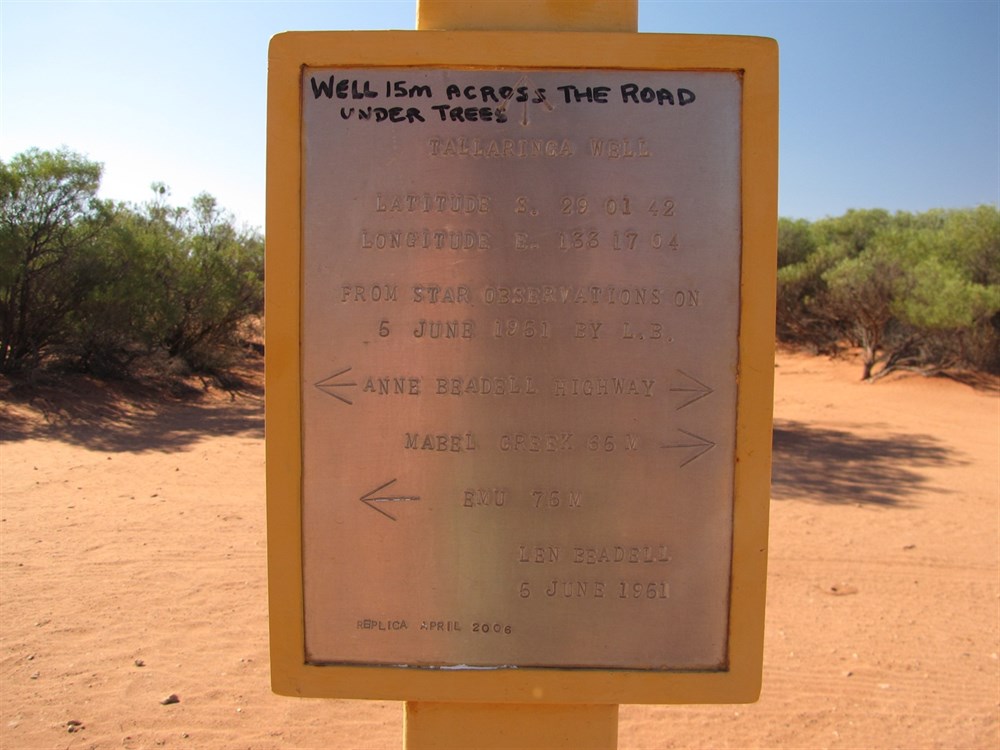 WELL 15m ACROSS THE ROAD
UNDER TREES
TALLARINGA WELL
LATITUDE S. 29 01 42
LONGITUDE E. 133 17 04
FROM STAR OBSERVATIONS ON
5 JUNE 1961 BY L.B.
ANNE BEADELL HIGHWAY
MABEL CREEK 66 M
EMU 76 M
LEN BEADELL
5 JUNE 1961
REPLICA APRIL 2006